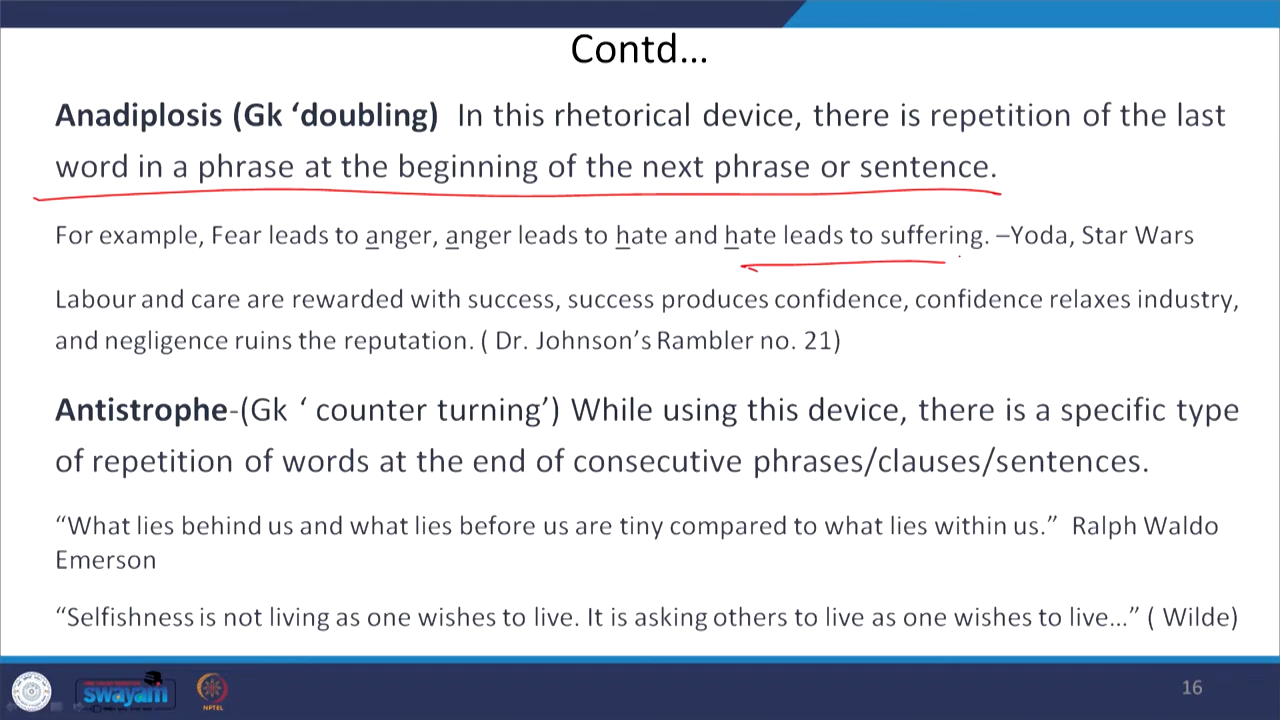 Contd...
Anadiplosis (Gk ‘doubling) In this rhetorical device, there is repetition of the last
word in a phrase at the beginning of the next phrase or sentence.
For example, Fear leads to anger, anger leads to hate and hate leads to suffering. –Yoda, Star Wars
Labour and care are rewarded with success, success produces confidence, confidence relaxes industry,
and negligence ruins the reputation. ( Dr. Johnson’s Rambler no. 21)
Antistrophe-(Gk ‘ counter turning’) While using this device, there is a specific type
of repetition of words at the end of consecutive phrases/clauses/sentences.
“What lies behind us and what lies before us are tiny compared to what lies within us.” Ralph Waldo
Emerson
“Selfishness is not living as one wishes to live. It is asking others to live as one wishes to live...” ( Wilde)
swayam
NPTEL
16